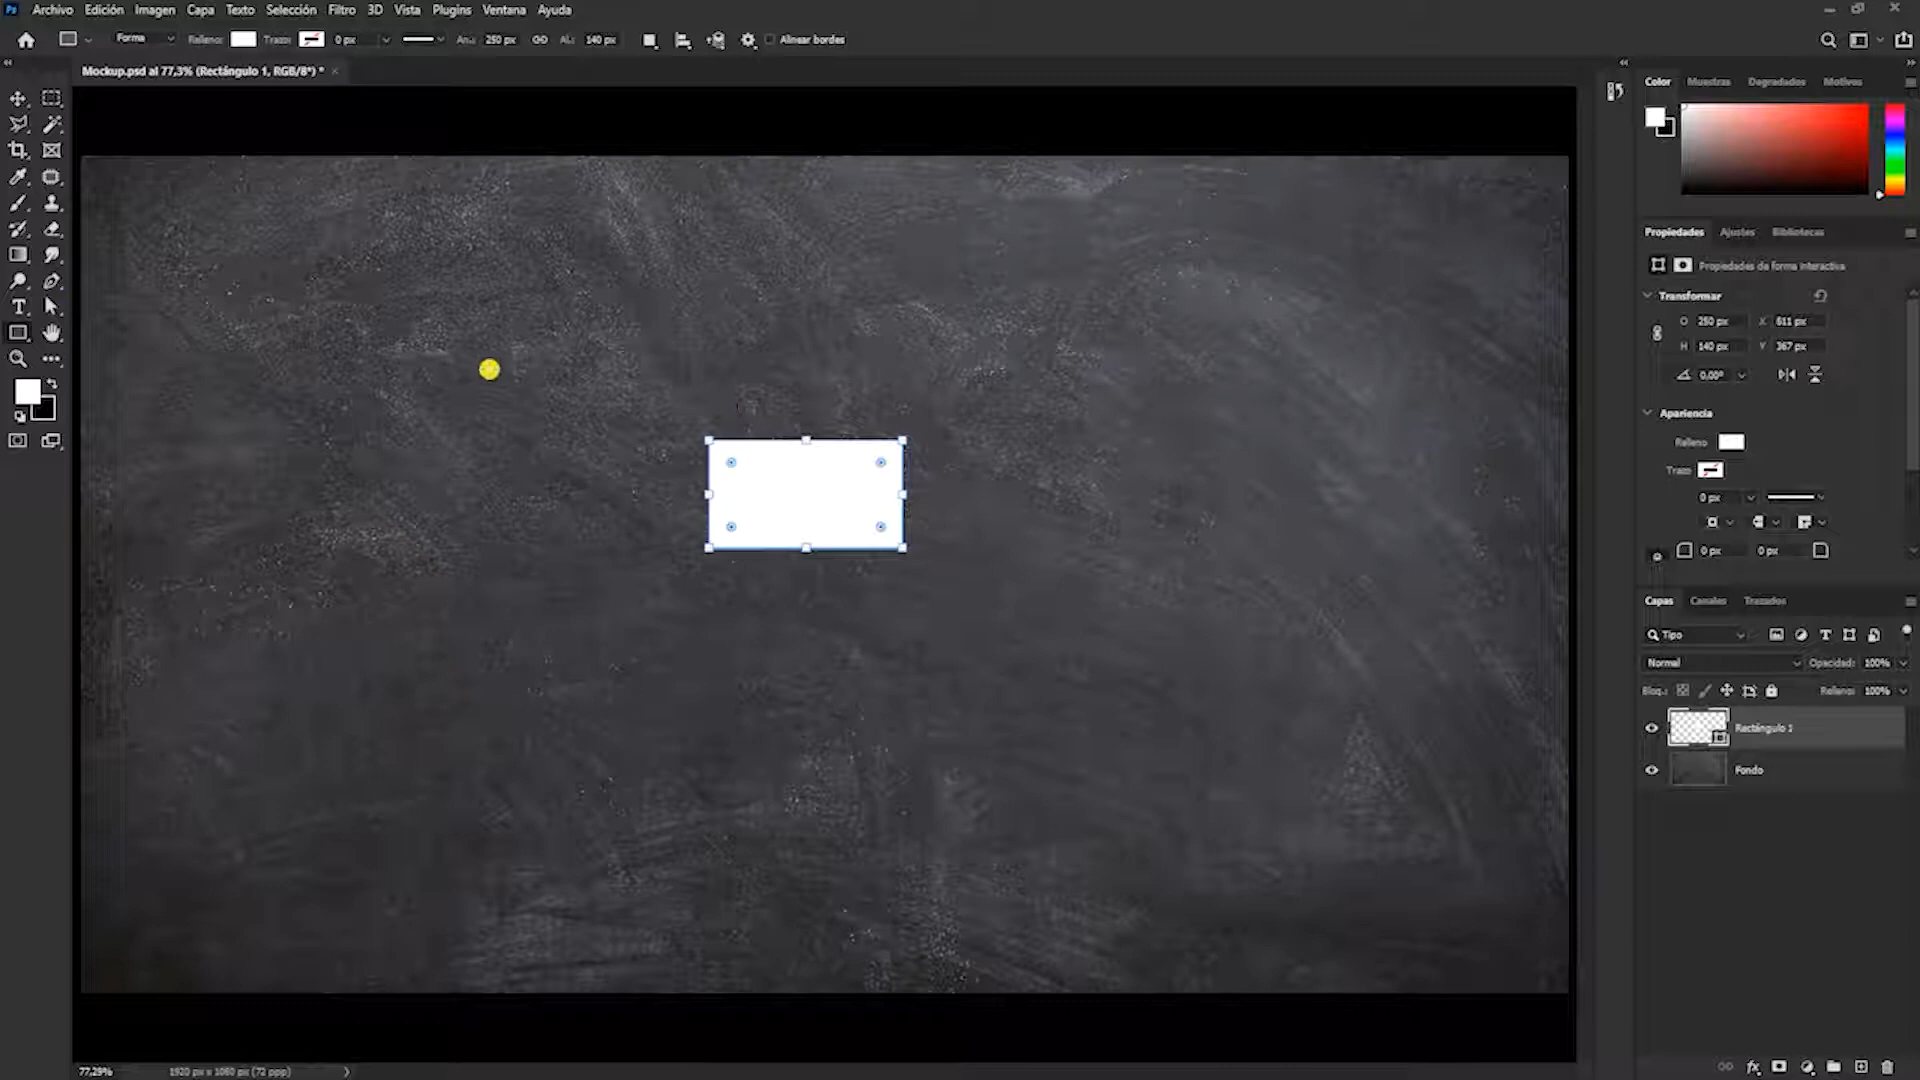 Ps Archivo Edición Imagen Capa Texto Selección Filtro 3D Vista Plugins Ventana Ayuda
Forma Relleno: Trazo: 0 px An.: 250 px Al.: 140 px Alinear bordes
Mockup.psd al 77,3% (Rectángulo 1, RGB/8*) * ×
Color Muestras Degradados Motivos
Propiedades Ajustes Bibliotecas
Propiedades de forma interactiva
Transformar
O 250 px X 811 px
H 140 px Y 367 px
0,00°
Apariencia
Relleno
Trazo
0 px
0 px 0 px
Capas Canales Trazados
Tipo
Normal Opacidad: 100%
Bloq.: Relleno: 100%
Rectángulo 1
Fondo
fx
77,29% 1920 px x 1080 px (72 ppp)